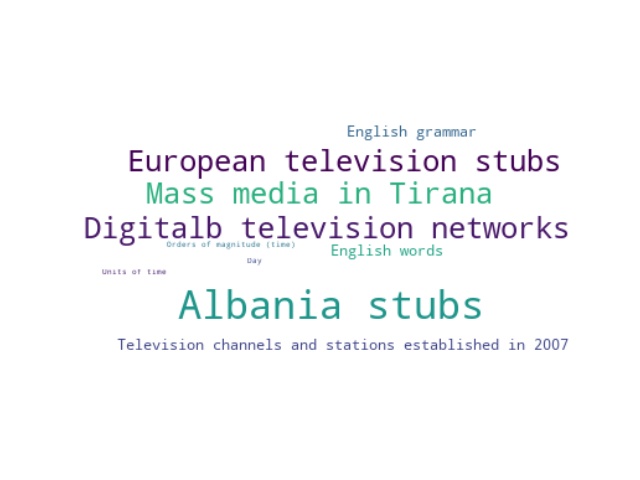 English grammar
European television stubs
Mass media in Tirana
Digitalb television networks
Orders of magnitude (time)
English words
Day
Units of time
Albania stubs
Television channels and stations established in 2007